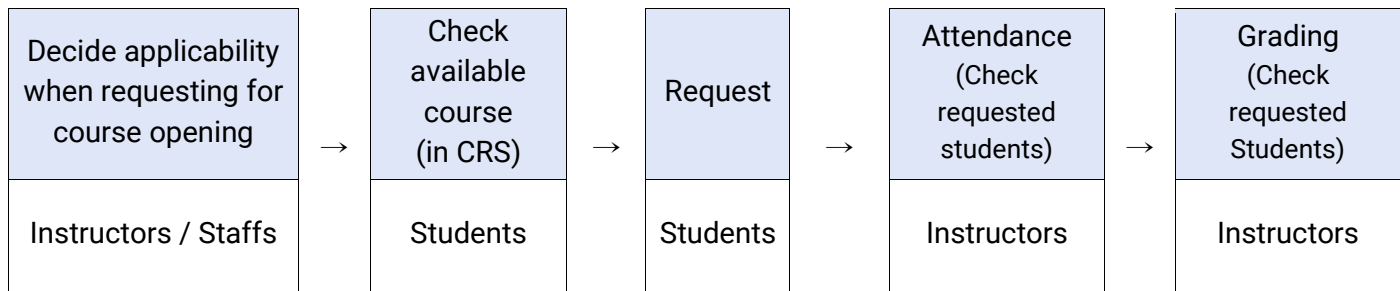 Decide applicability
when requesting for
course opening
Instructors / Staffs
→
Check
available
course
(in CRS)
Students
→
Request
Students
→
Attendance
(Check
requested
students)
Instructors
→
Grading
(Check
requested
Students)
Instructors